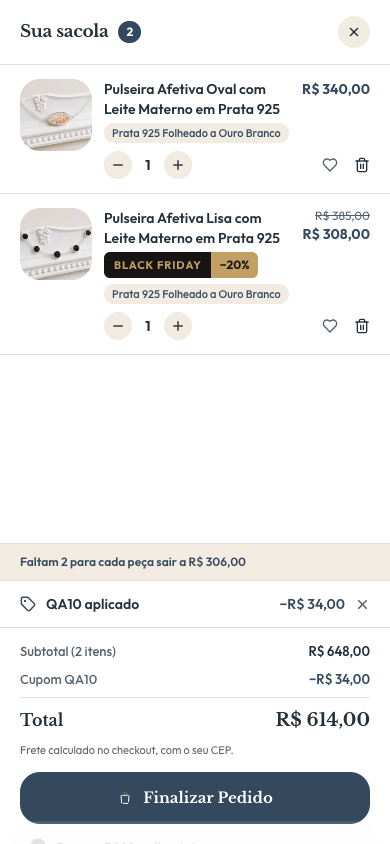 Sua sacola 2
Pulseira Afetiva Oval com
Leite Materno em Prata 925
R$ 340,00
Prata 925 Folheado a Ouro Branco
− 1 +
Pulseira Afetiva Lisa com
Leite Materno em Prata 925
R$ 385,00
R$ 308,00
BLACK FRIDAY −20%
Prata 925 Folheado a Ouro Branco
− 1 +
Faltam 2 para cada peça sair a R$ 306,00
QA10 aplicado −R$ 34,00
Subtotal (2 itens) R$ 648,00
Cupom QA10 −R$ 34,00
Total R$ 614,00
Frete calculado no checkout, com o seu CEP.
Finalizar Pedido